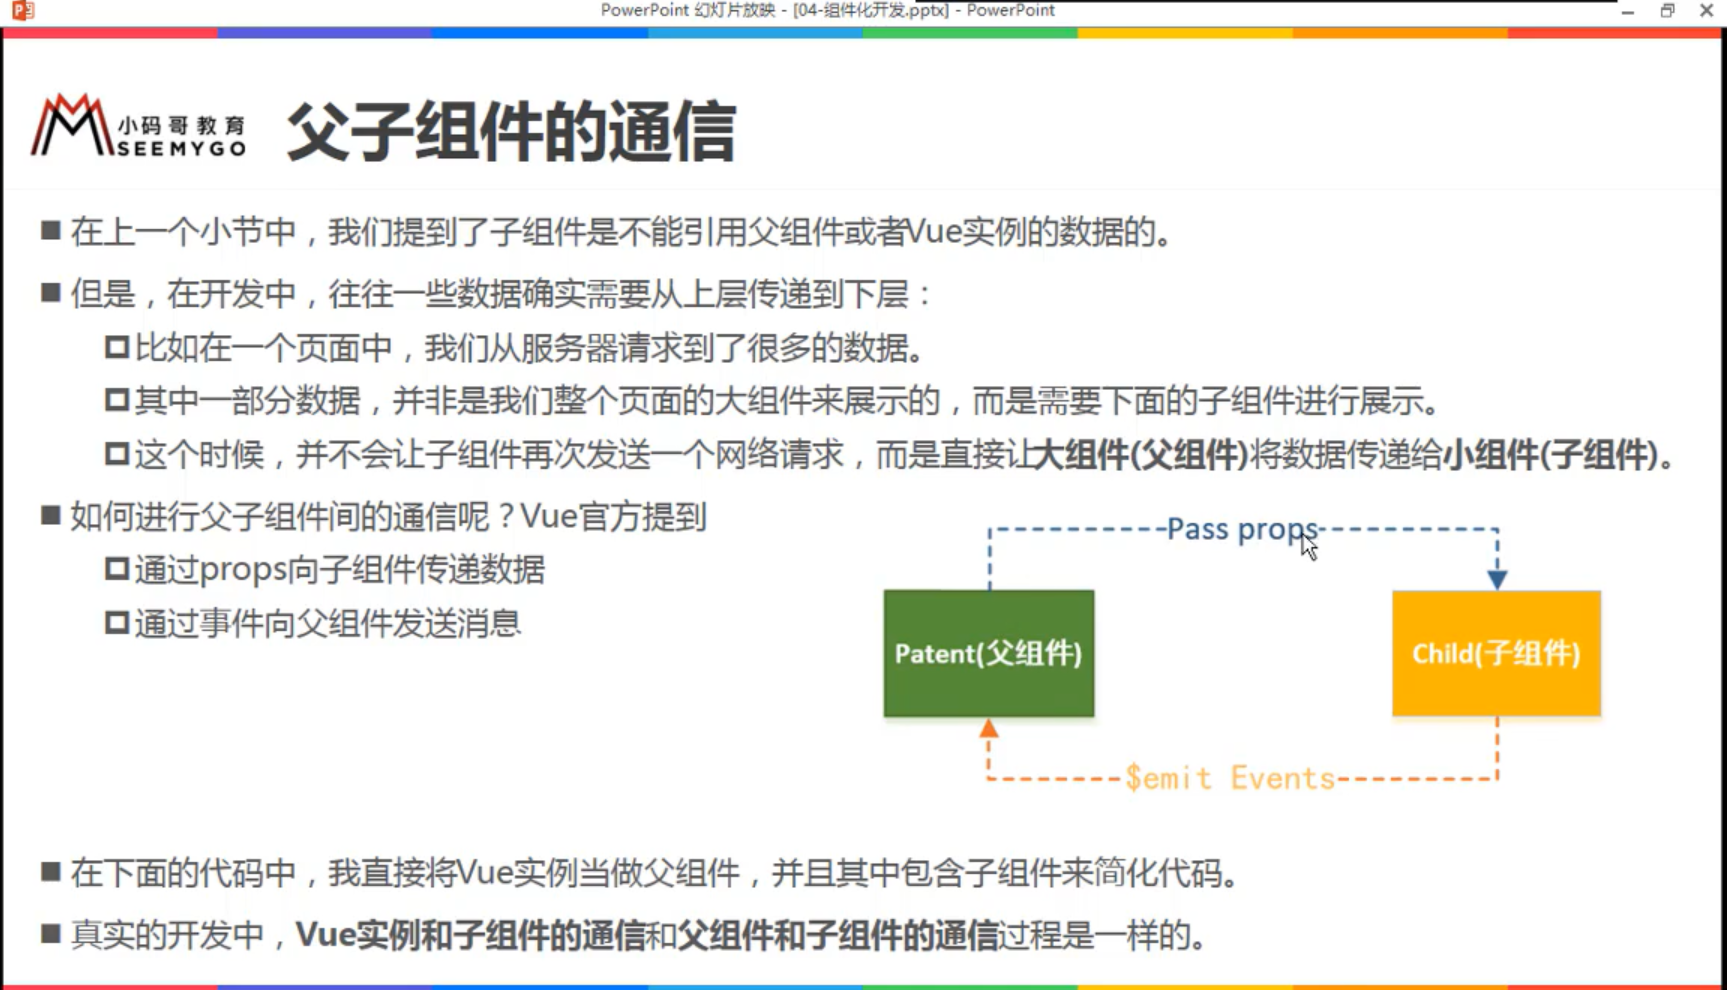 PowerPoint 幻灯片放映 - [04-组件化开发.pptx] - PowerPoint
小码哥教育
SEEMYGO
父子组件的通信
在上一个小节中，我们提到了子组件是不能引用父组件或者Vue实例的数据的。
但是，在开发中，往往一些数据确实需要从上层传递到下层：
比如在一个页面中，我们从服务器请求到了很多的数据。
其中一部分数据，并非是我们整个页面的大组件来展示的，而是需要下面的子组件进行展示。
这个时候，并不会让子组件再次发送一个网络请求，而是直接让大组件(父组件)将数据传递给小组件(子组件)。
如何进行父子组件间的通信呢？Vue官方提到
通过props向子组件传递数据
通过事件向父组件发送消息
Pass props
Patent(父组件)
Child(子组件)
$emit Events
在下面的代码中，我直接将Vue实例当做父组件，并且其中包含子组件来简化代码。
真实的开发中，Vue实例和子组件的通信和父组件和子组件的通信过程是一样的。